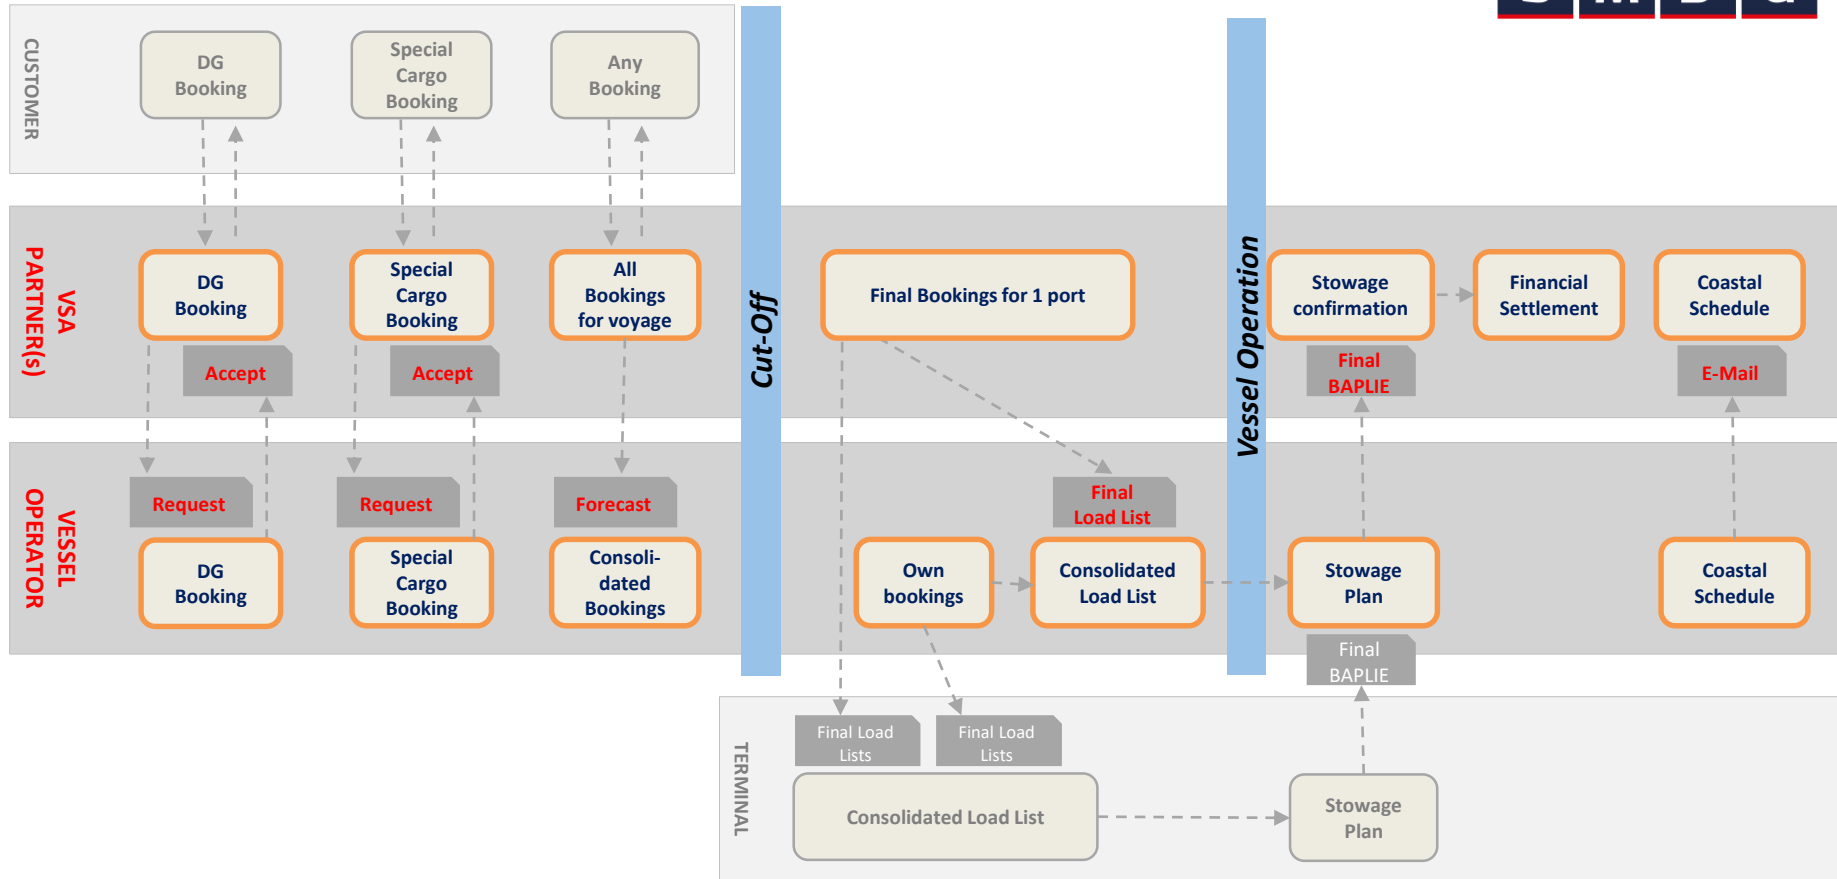 CUSTOMER
DG
Booking
Special
Cargo
Booking
Any
Booking
VSA
PARTNER(s)
DG
Booking
Special
Cargo
Booking
All
Bookings
for voyage
Final Bookings for 1 port
Stowage
confirmation
Financial
Settlement
Coastal
Schedule
Accept
Accept
Final
BAPLIE
E-Mail
Cut-Off
Vessel Operation
VESSEL
OPERATOR
Request
Request
Forecast
Final
Load List
DG
Booking
Special
Cargo
Booking
Consoli-
dated
Bookings
Own
bookings
Consolidated
Load List
Stowage
Plan
Coastal
Schedule
Final
BAPLIE
TERMINAL
Final Load
Lists
Final Load
Lists
Consolidated Load List
Stowage
Plan